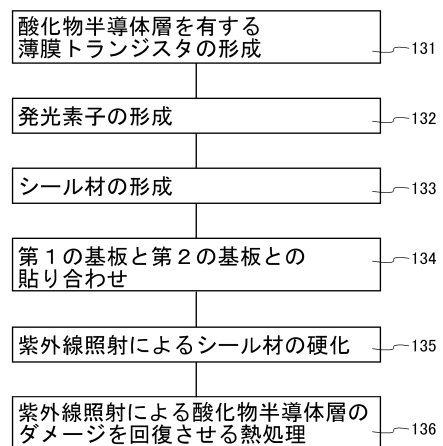 酸化物半導体層を有する
薄膜トランジスタの形成
131
発光素子の形成
132
シール材の形成
133
第1の基板と第2の基板との
貼り合わせ
134
紫外線照射によるシール材の硬化
135
紫外線照射による酸化物半導体層の
ダメージを回復させる熱処理
136